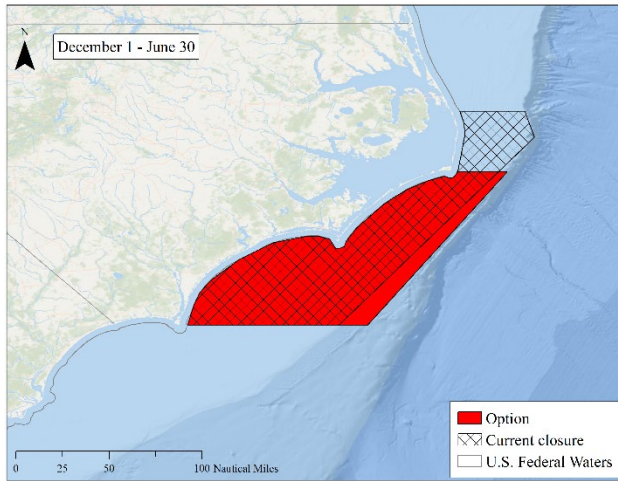 N
December 1 - June 30
Option
Current closure
U.S. Federal Waters
0 25 50 100 Nautical Miles